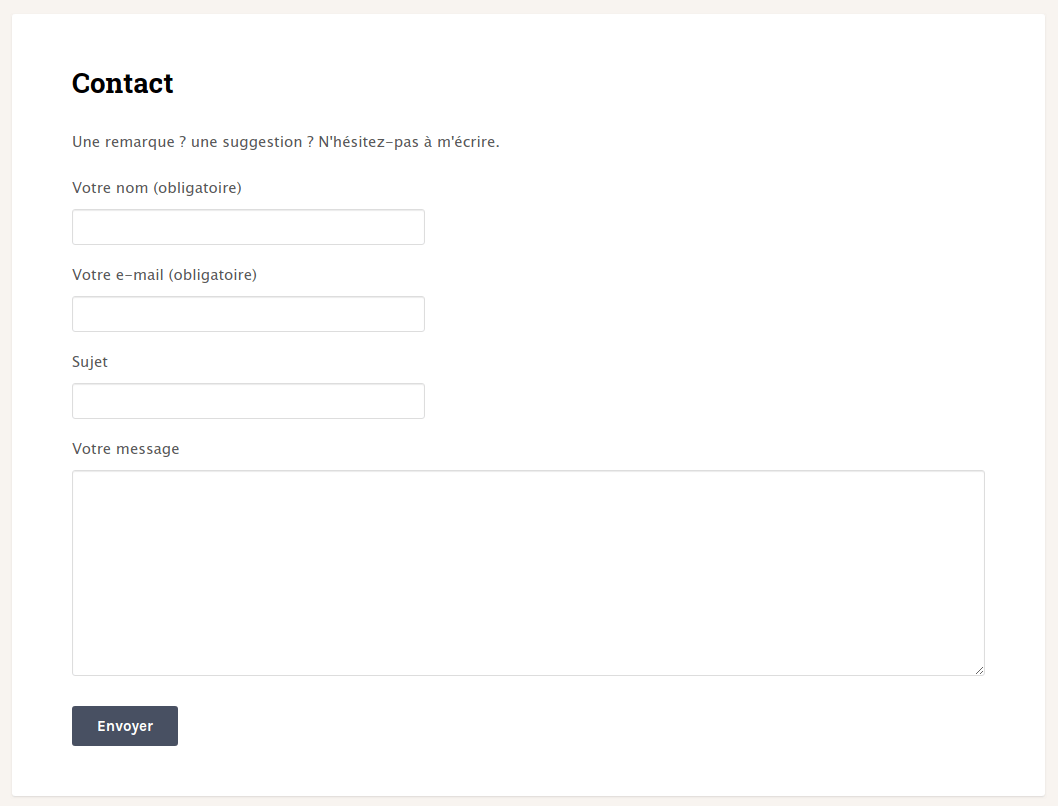 Contact
Une remarque ? une suggestion ? N'hésitez-pas à m'écrire.
Votre nom (obligatoire)
Votre e-mail (obligatoire)
Sujet
Votre message
Envoyer